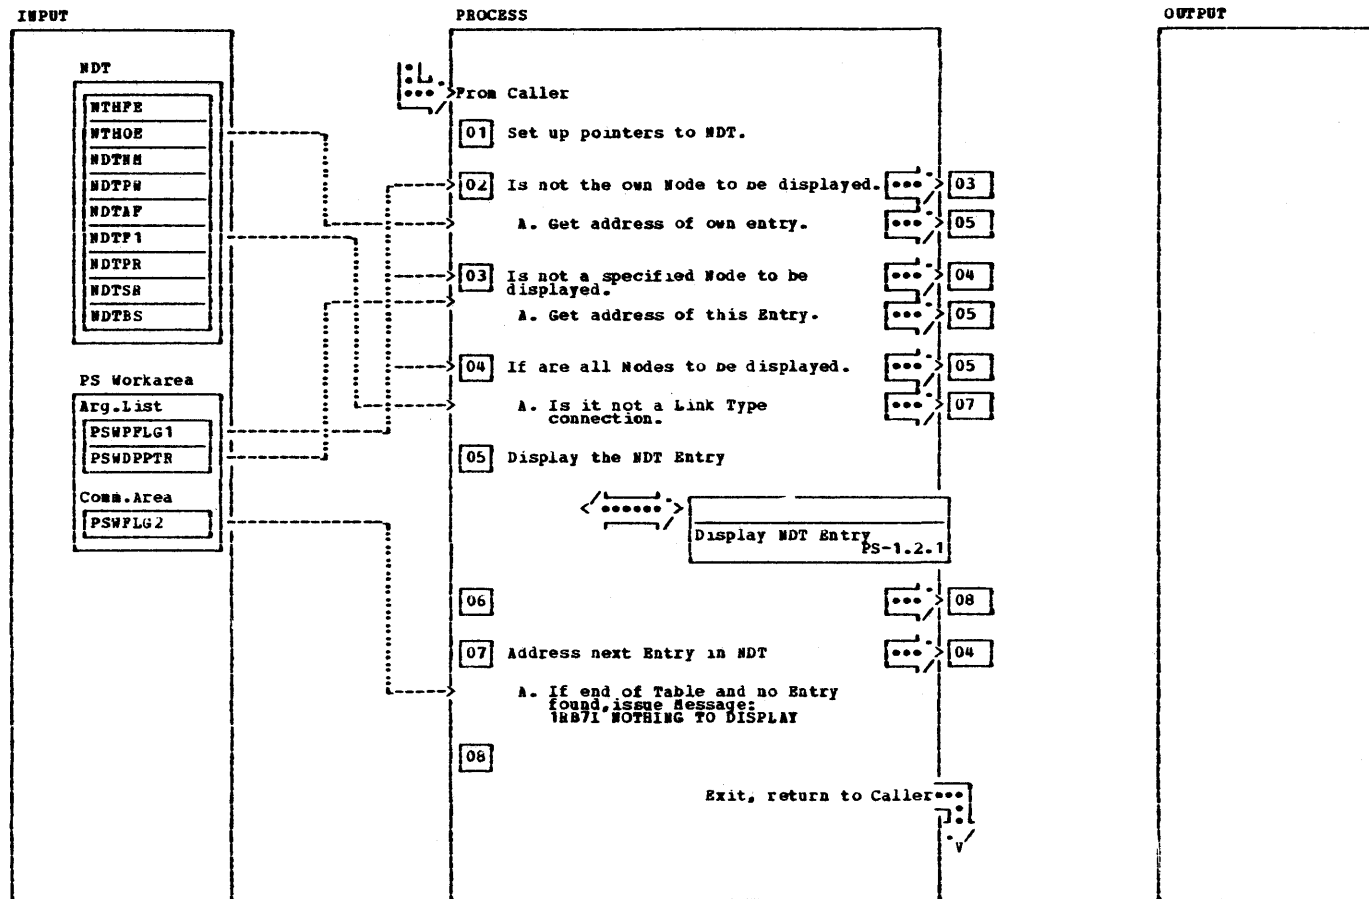 INPUT
PROCESS
OUTPUT
NDT
NTHFE
NTHOE
NDTNM
NDTPW
NDTAF
NDTF1
NDTPR
NDTSR
NDTBS
PS Workarea
Arg.List
PSWPFLG1
PSWDPPTR
Comm.Area
PSWFLG2
From Caller
01 Set up pointers to NDT.
02 Is not the own Node to be displayed. 03
A. Get address of own entry. 05
03 Is not a specified Node to be 04
displayed.
A. Get address of this Entry. 05
04 If are all Nodes to be displayed. 05
A. Is it not a Link Type 07
connection.
05 Display the NDT Entry
Display NDT Entry
PS-1.2.1
06 08
07 Address next Entry in NDT 04
A. If end of Table and no Entry
found,issue Message:
1RB7I NOTHING TO DISPLAY
08
Exit, return to Caller